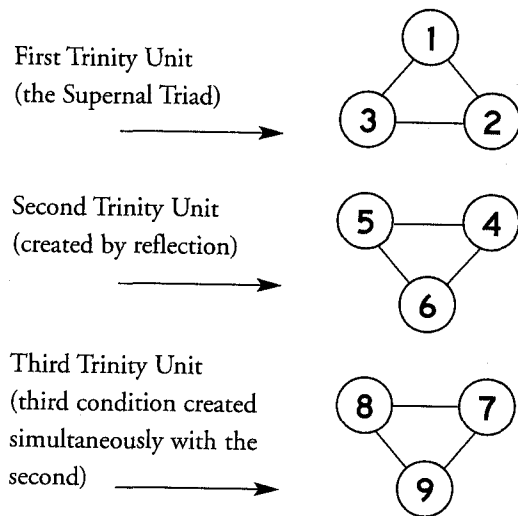 First Trinity Unit
(the Supernal Triad)
1
3
2
Second Trinity Unit
(created by reflection)
5
4
6
Third Trinity Unit
(third condition created
simultaneously with the
second)
8
7
9